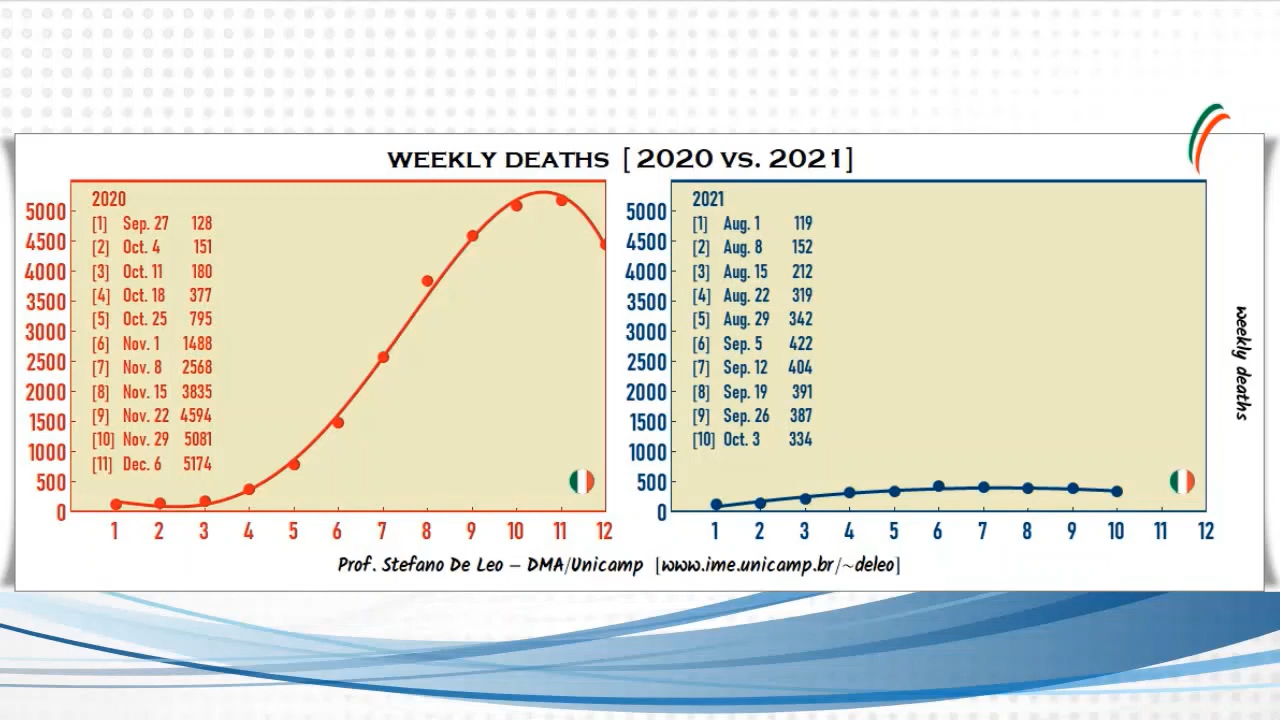 WEEKLY DEATHS [ 2020 VS. 2021]
2020
[1] Sep. 27 128
[2] Oct. 4 151
[3] Oct. 11 180
[4] Oct. 18 377
[5] Oct. 25 795
[6] Nov. 1 1488
[7] Nov. 8 2568
[8] Nov. 15 3835
[9] Nov. 22 4594
[10] Nov. 29 5081
[11] Dec. 6 5174
5000
4500
4000
3500
3000
2500
2000
1500
1000
500
0
1 2 3 4 5 6 7 8 9 10 11 12
2021
[1] Aug. 1 119
[2] Aug. 8 152
[3] Aug. 15 212
[4] Aug. 22 319
[5] Aug. 29 342
[6] Sep. 5 422
[7] Sep. 12 404
[8] Sep. 19 391
[9] Sep. 26 387
[10] Oct. 3 334
5000
4500
4000
3500
3000
2500
2000
1500
1000
500
0
1 2 3 4 5 6 7 8 9 10 11 12
weekly deaths
Prof. Stefano De Leo – DMA/Unicamp [www.ime.unicamp.br/~deleo]